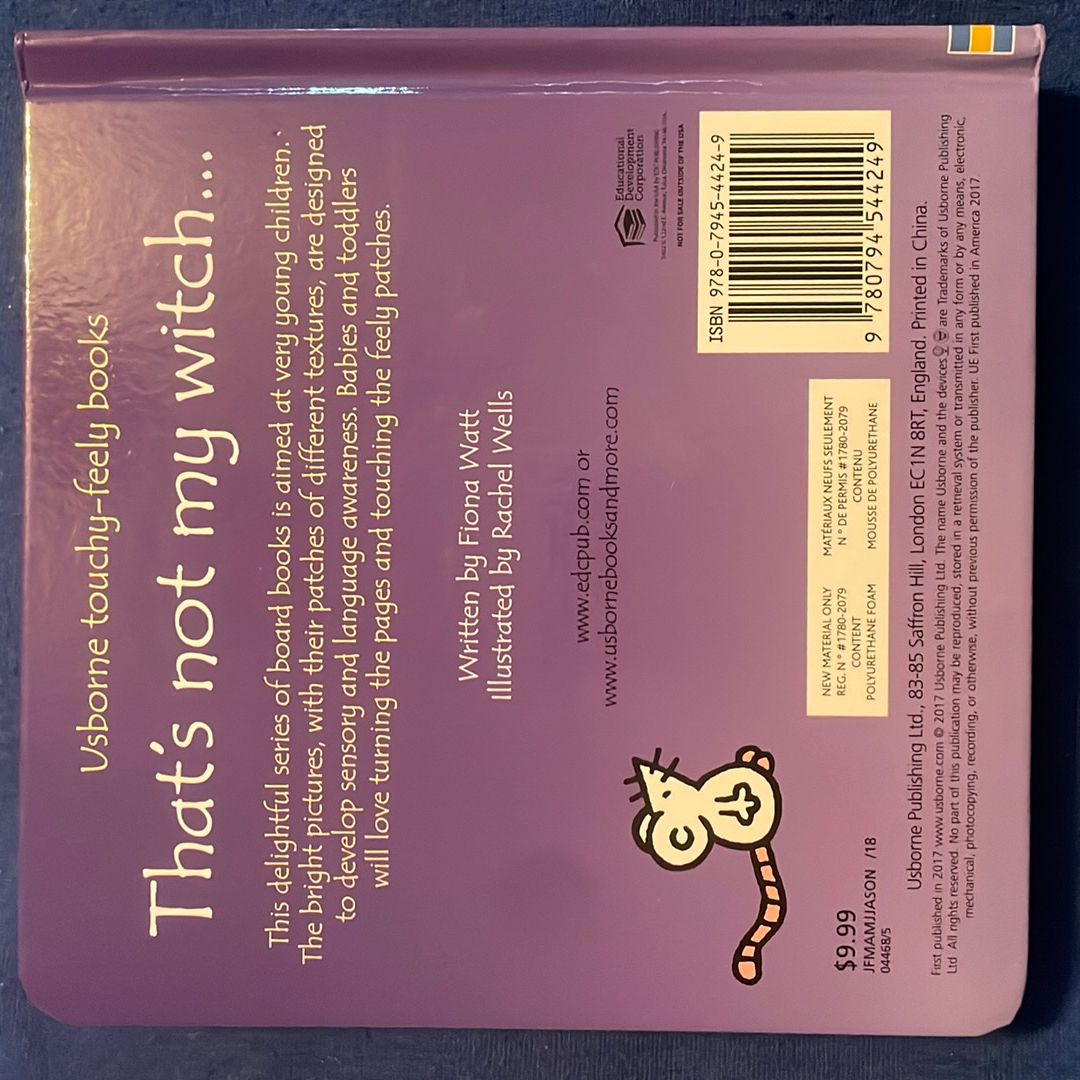 Usborne touchy-feely books
That's not my witch...
This delightful series of board books is aimed at very young children.
The bright pictures, with their patches of different textures, are designed
to develop sensory and language awareness. Babies and toddlers
will love turning the pages and touching the feely patches.
Written by Fiona Watt
Illustrated by Rachel Wells
www.edcpub.com or
www.usbornebooksandmore.com
Educational
Development
Corporation
NOT FOR SALE OUTSIDE OF THE USA
ISBN 978-0-7945-4424-9
9 780794 544249
$9.99
JFMAMJJASON /18
04468/5
NEW MATERIAL ONLY
REG. N° #1780-2079
CONTENT
POLYURETHANE FOAM
MATÉRIAUX NEUFS SEULEMENT
N° DE PERMIS #1780-2079
CONTENU
MOUSSE DE POLYURETHANE
Usborne Publishing Ltd., 83-85 Saffron Hill, London EC1N 8RT, England. Printed in China.
First published in 2017 www.usborne.com © 2017 Usborne Publishing Ltd. The name Usborne and the devices are Trademarks of Usborne Publishing
Ltd All rights reserved. No part of this publication may be reproduced, stored in a retrieval system or transmitted in any form or by any means, electronic,
mechanical, photocopying, recording, or otherwise, without previous permission of the publisher. UE First published in America 2017.